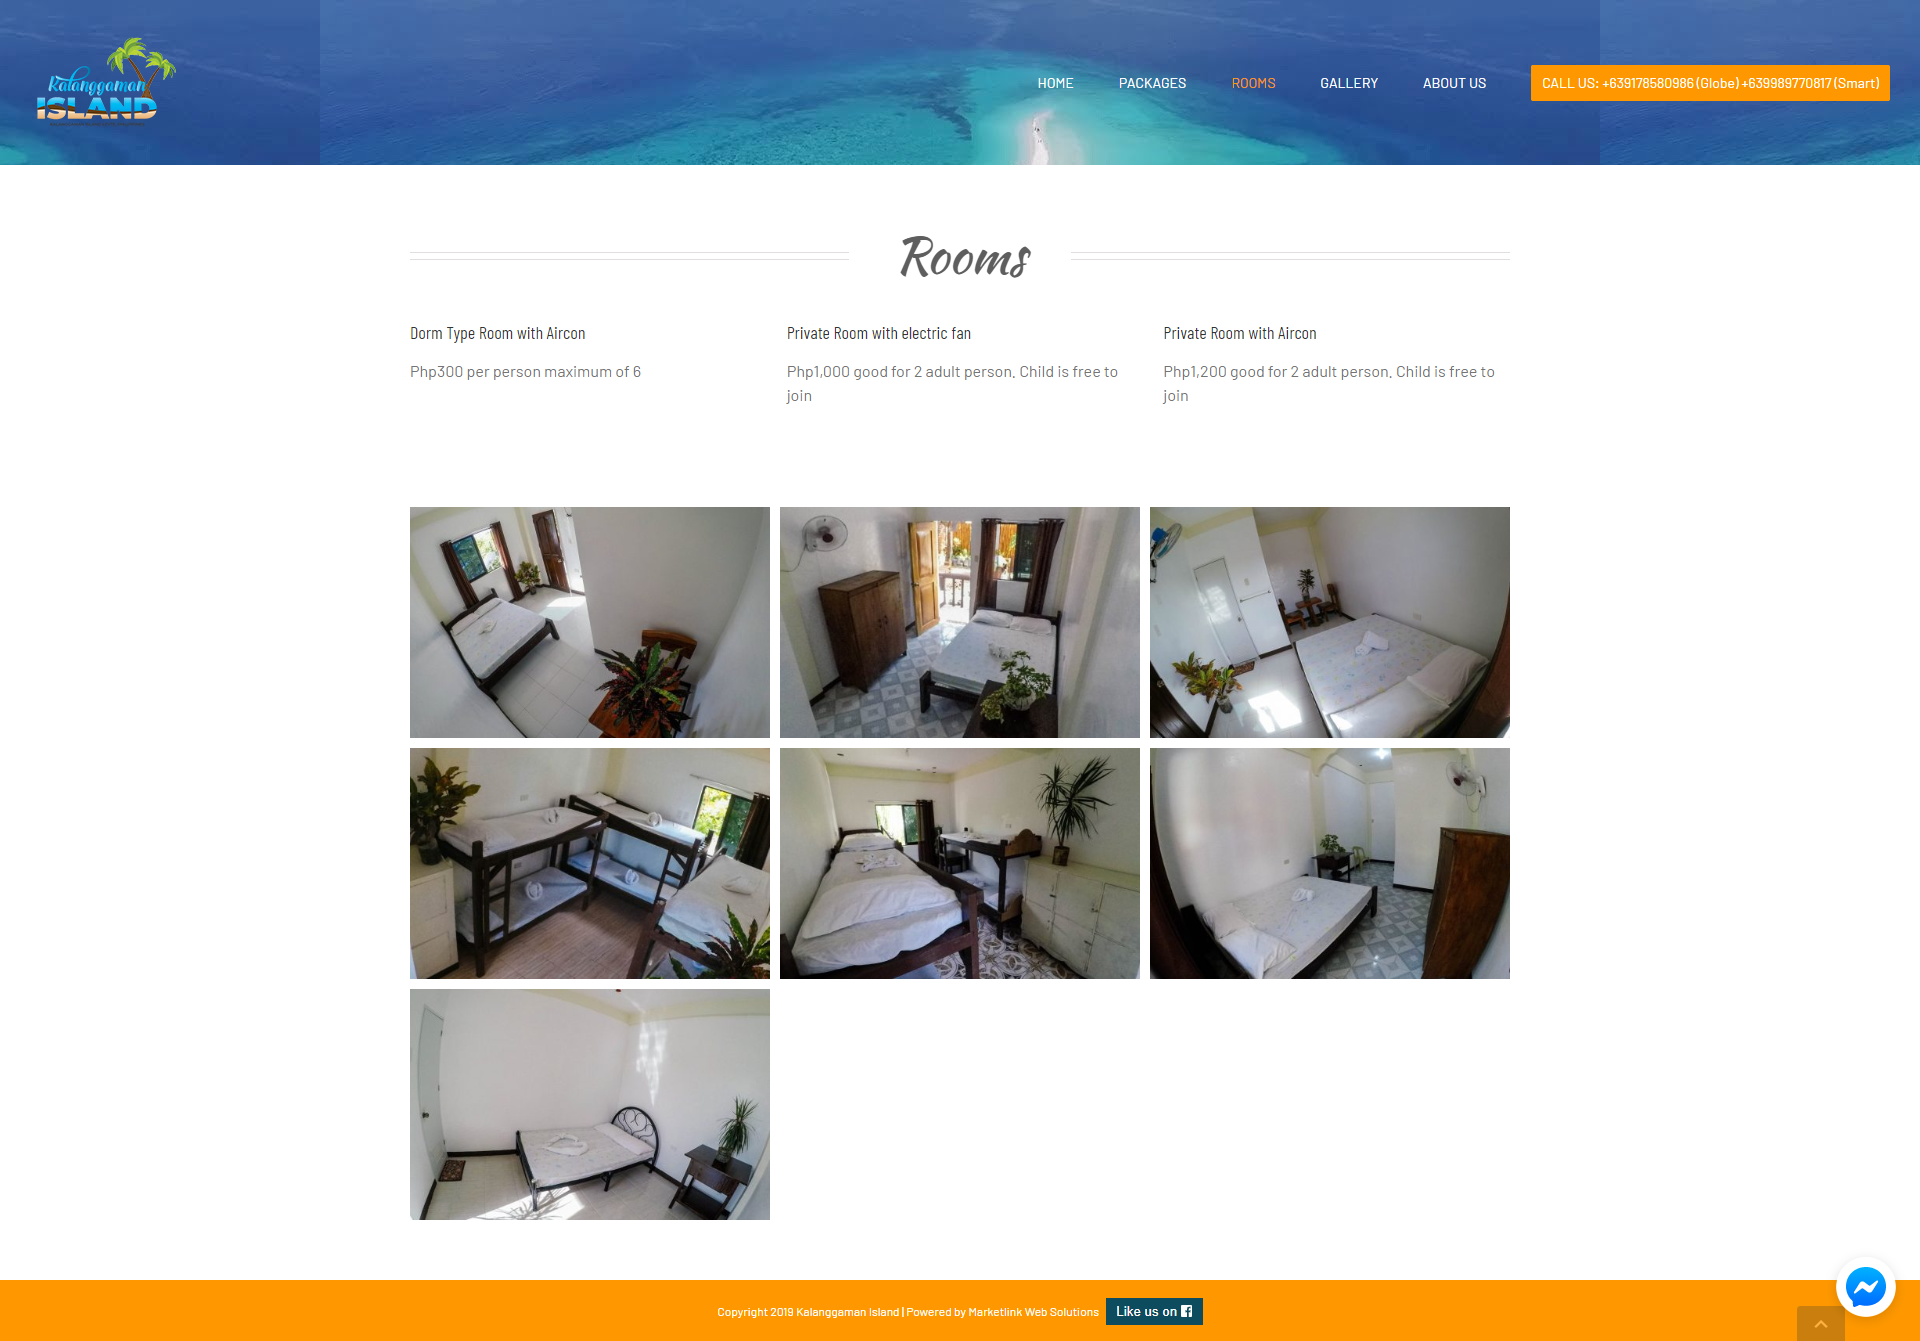 Kalanggaman
ISLAND
HOME
PACKAGES
ROOMS
GALLERY
ABOUT US
CALL US: +639178580986 (Globe) +639989770817 (Smart)
Rooms
Dorm Type Room with Aircon
Php300 per person maximum of 6
Private Room with electric fan
Php1,000 good for 2 adult person. Child is free to
join
Private Room with Aircon
Php1,200 good for 2 adult person. Child is free to
join
Copyright 2019 Kalanggaman Island | Powered by Marketlink Web Solutions
Like us on